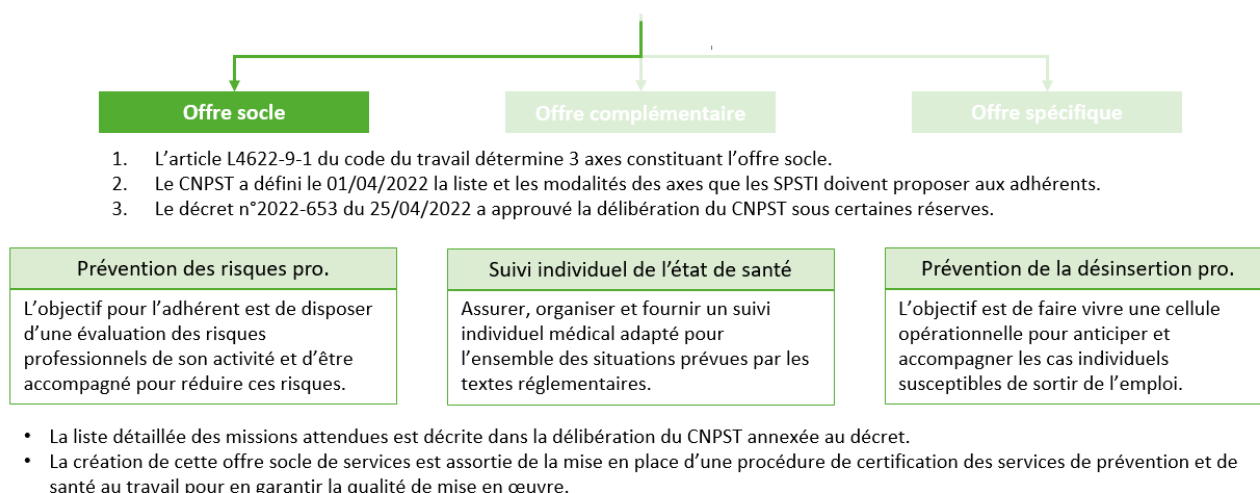 Offre socle
Offre complémentaire
Offre spécifique
1. L’article L4622-9-1 du code du travail détermine 3 axes constituant l’offre socle.
2. Le CNPST a défini le 01/04/2022 la liste et les modalités des axes que les SPSTI doivent proposer aux adhérents.
3. Le décret n°2022-653 du 25/04/2022 a approuvé la délibération du CNPST sous certaines réserves.
Prévention des risques pro.
L’objectif pour l’adhérent est de disposer
d’une évaluation des risques
professionnels de son activité et d’être
accompagné pour réduire ces risques.
Suivi individuel de l’état de santé
Assurer, organiser et fournir un suivi
individuel médical adapté pour
l’ensemble des situations prévues par les
textes réglementaires.
Prévention de la désinsertion pro.
L’objectif est de faire vivre une cellule
opérationnelle pour anticiper et
accompagner les cas individuels
susceptibles de sortir de l’emploi.
• La liste détaillée des missions attendues est décrite dans la délibération du CNPST annexée au décret.
• La création de cette offre socle de services est assortie de la mise en place d’une procédure de certification des services de prévention et de
santé au travail pour en garantir la qualité de mise en œuvre.